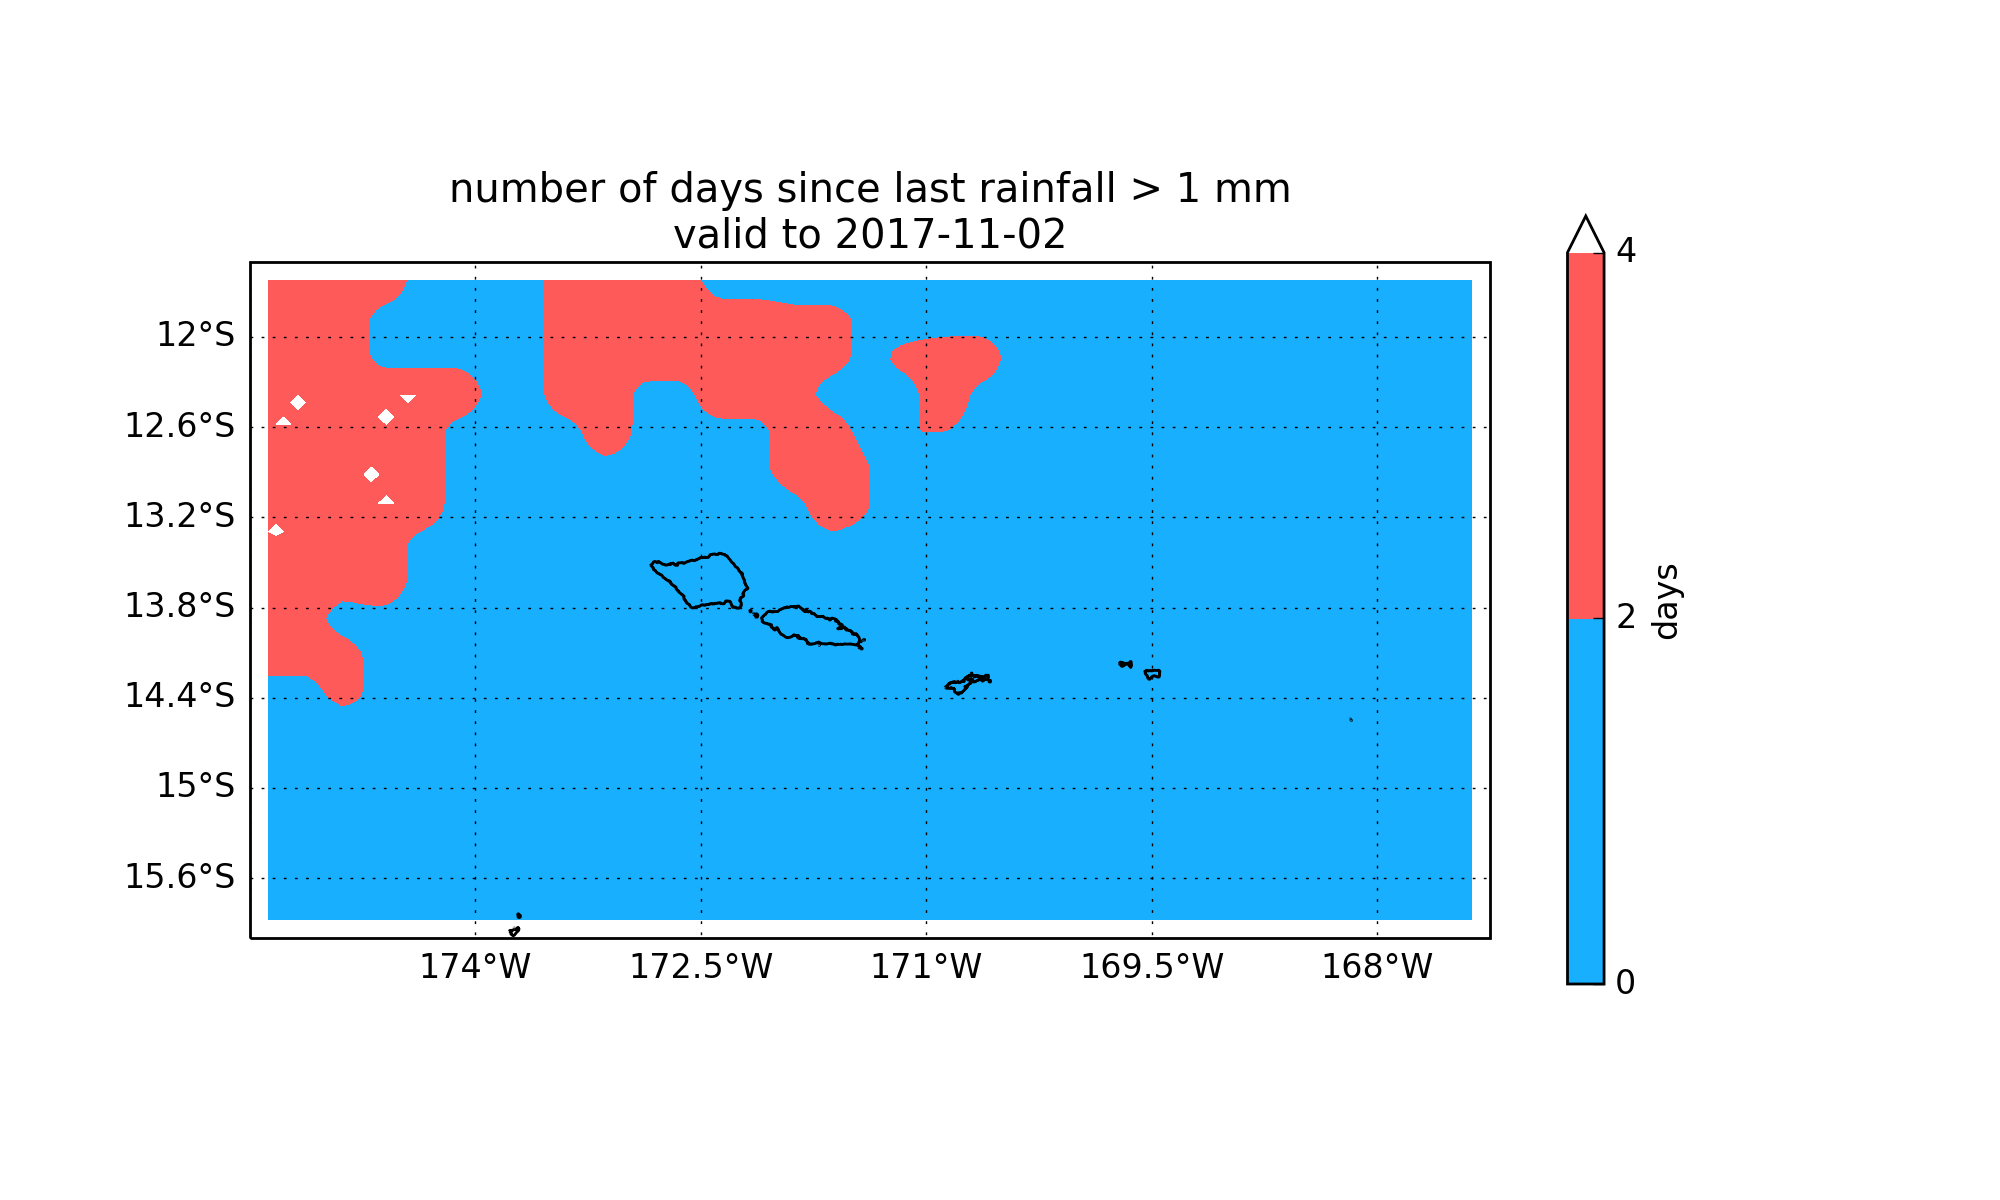 number of days since last rainfall > 1 mm
valid to 2017-11-02
12°S
12.6°S
13.2°S
13.8°S
14.4°S
15°S
15.6°S
174°W 172.5°W 171°W 169.5°W 168°W
4
2
0
days